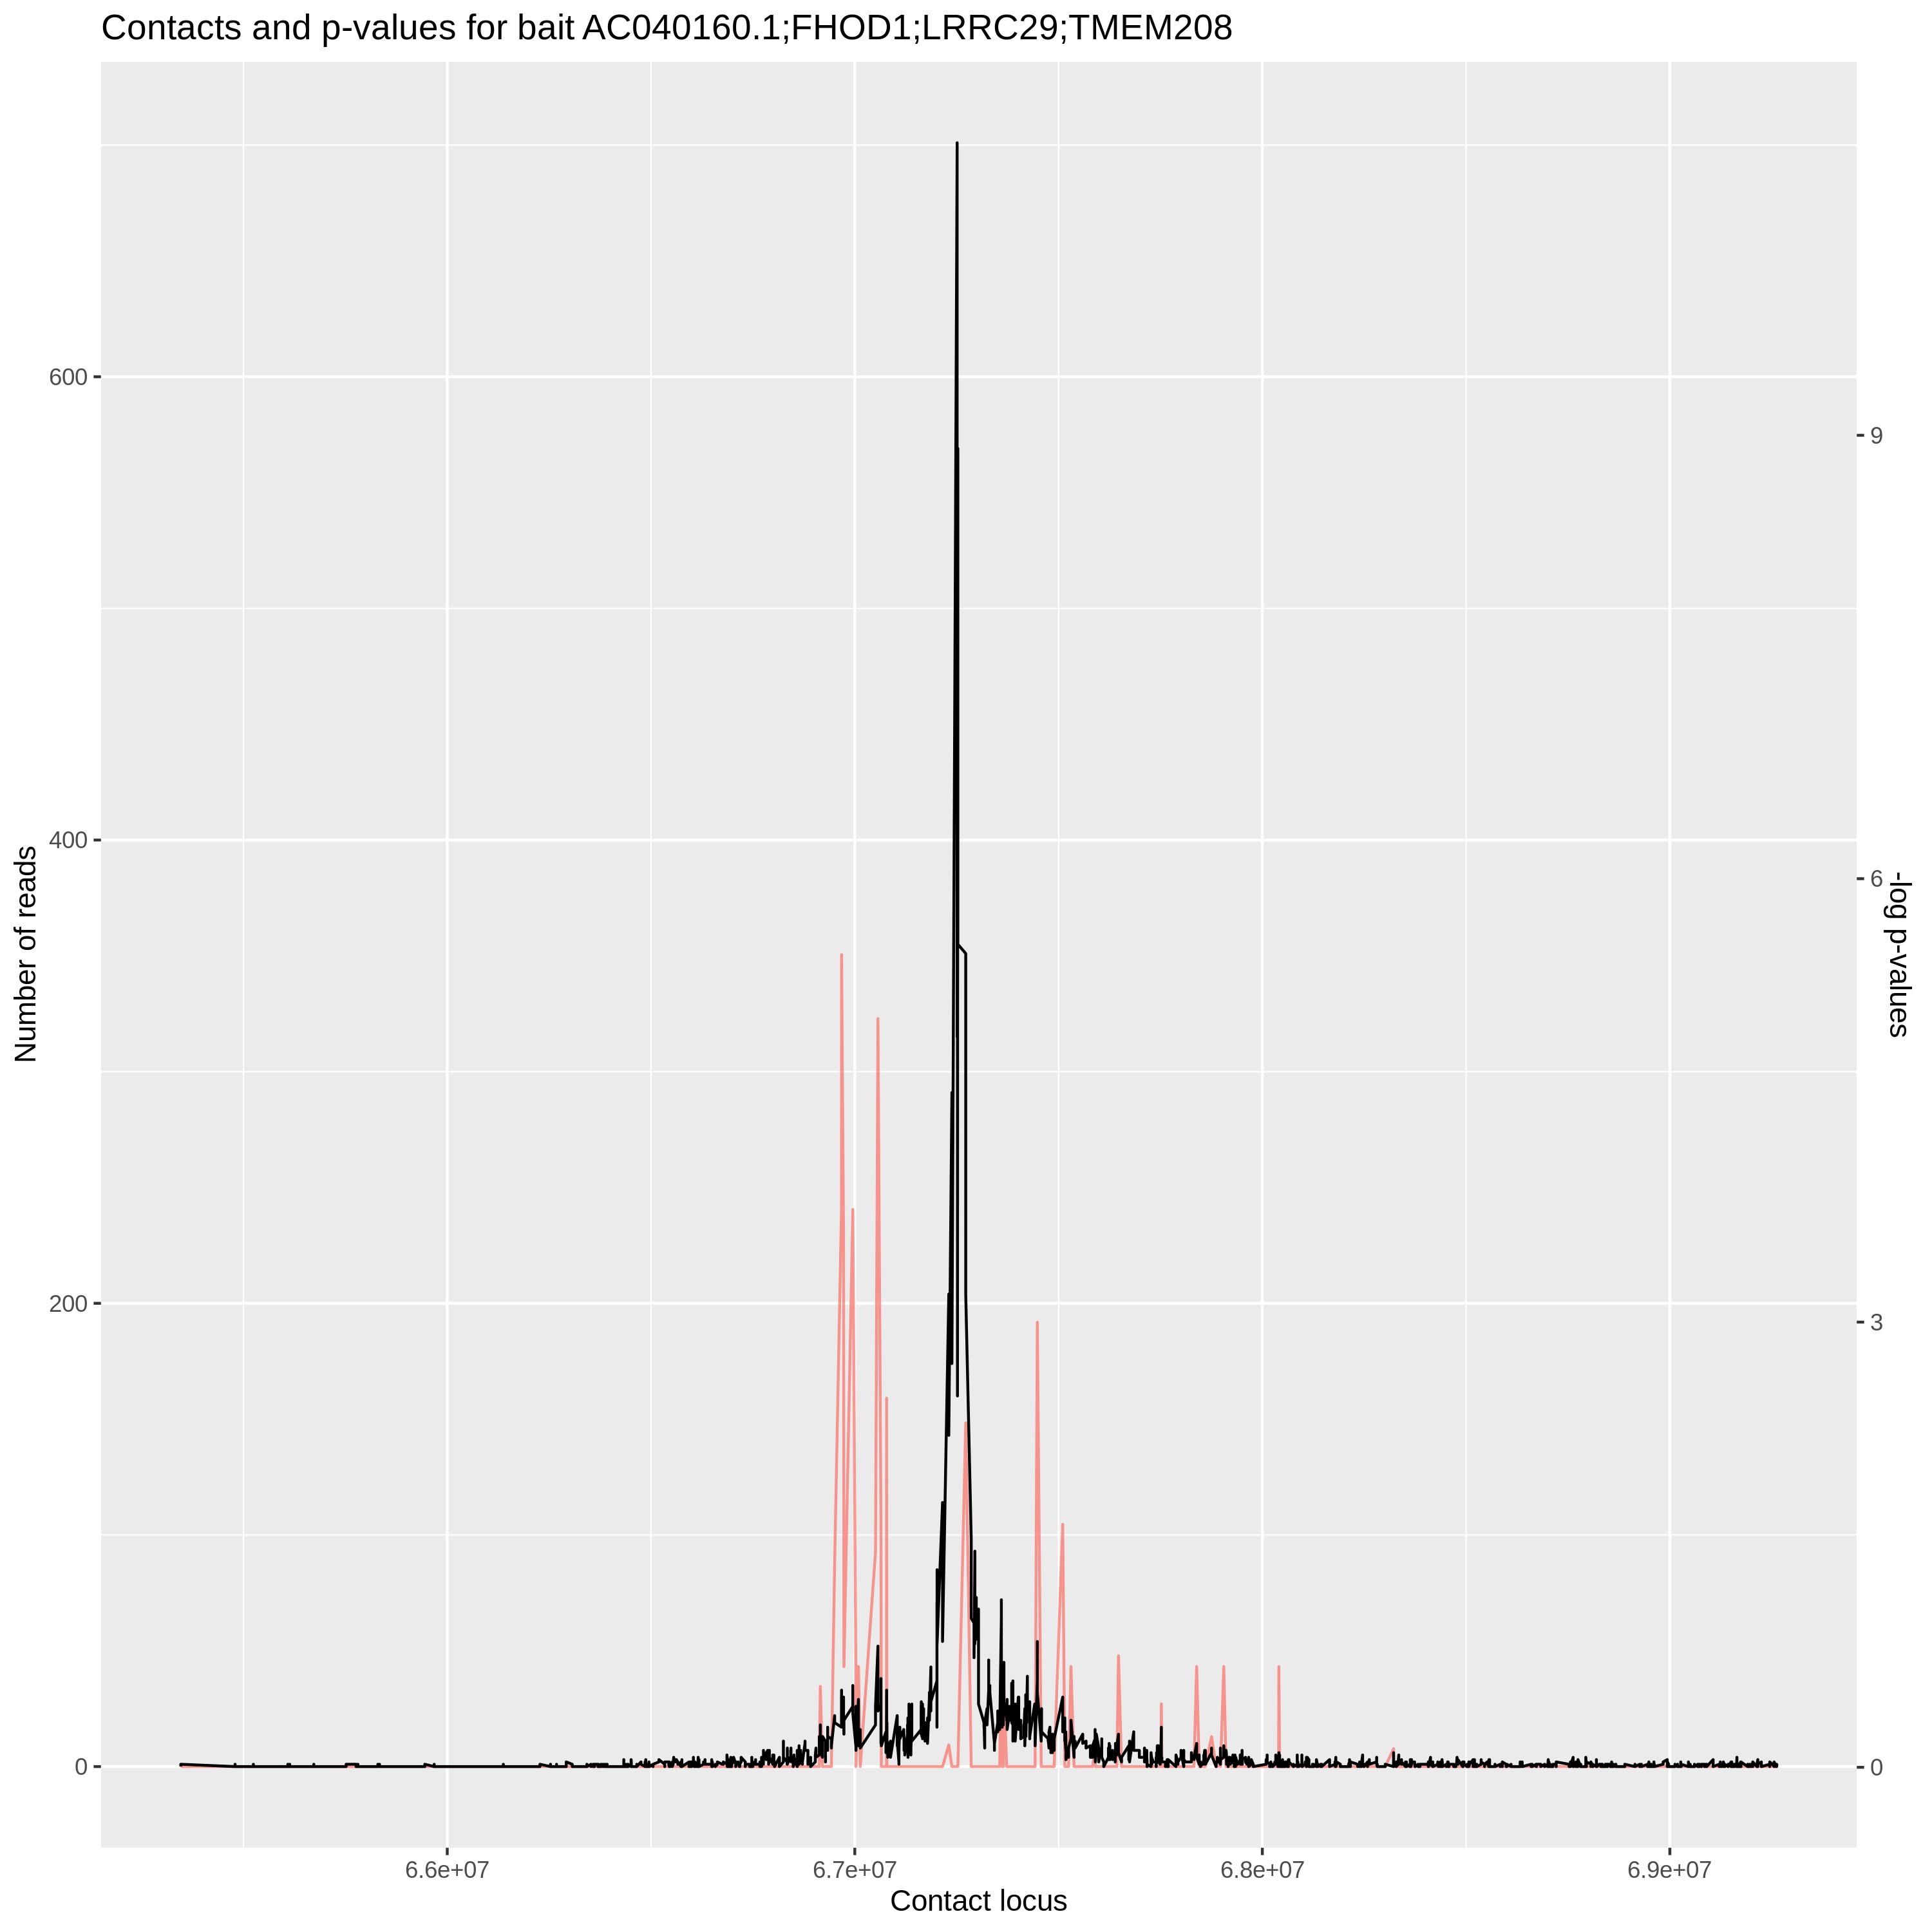 Contacts and p-values for bait AC040160.1;FHOD1;LRRC29;TMEM208
Number of reads
600
400
200
0
9
6
3
0
-log p-values
6.6e+07
6.7e+07
6.8e+07
6.9e+07
Contact locus